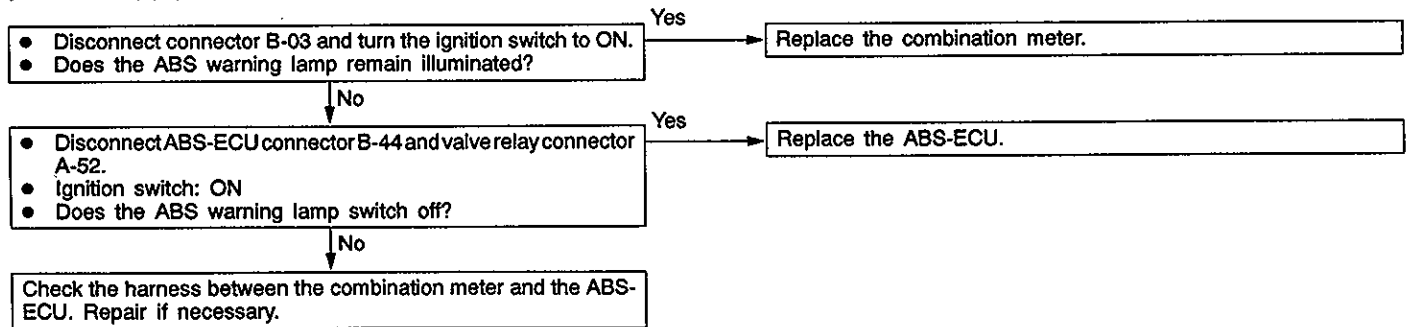 Yes
● Disconnect connector B-03 and turn the ignition switch to ON.
● Does the ABS warning lamp remain illuminated?
Replace the combination meter.
No
Yes
● Disconnect ABS-ECU connector B-44 and valve relay connector
A-52.
● Ignition switch: ON
● Does the ABS warning lamp switch off?
Replace the ABS-ECU.
No
Check the harness between the combination meter and the ABS-
ECU. Repair if necessary.